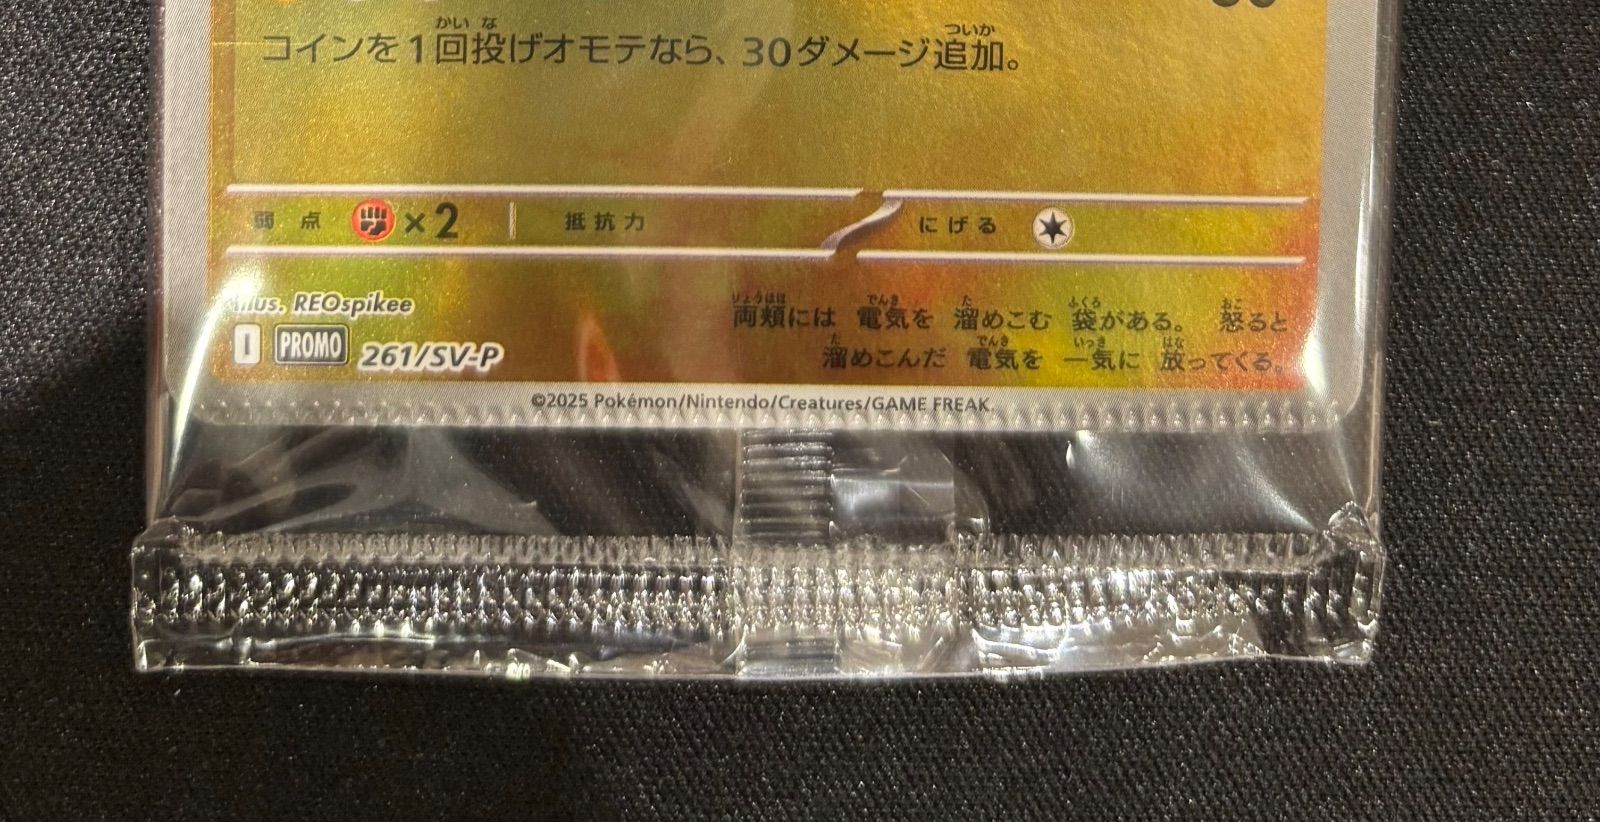 コインを1回投げオモテなら、30ダメージ追加。
弱点 ×2 抵抗力 にげる
illus. REOspikee
I PROMO 261/SV-P
両頬には 電気を 溜めこむ 袋がある。 怒ると
溜めこんだ 電気を 一気に 放ってくる。
©2025 Pokémon/Nintendo/Creatures/GAME FREAK.